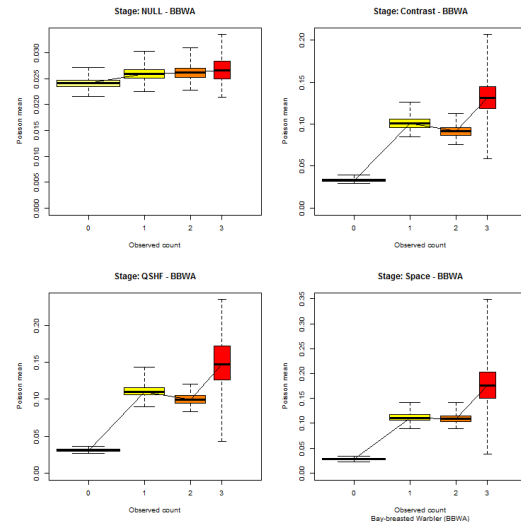 Stage: NULL - BBWA
Poisson mean
0.030
0.025
0.020
0.015
0.010
0.005
0.000
0 1 2 3
Observed count
Stage: Contrast - BBWA
Poisson mean
0.20
0.15
0.10
0.05
0.00
0 1 2 3
Observed count
Stage: QSHF - BBWA
Poisson mean
0.20
0.15
0.10
0.05
0.00
0 1 2 3
Observed count
Stage: Space - BBWA
Poisson mean
0.35
0.30
0.25
0.20
0.15
0.10
0.05
0.00
0 1 2 3
Observed count
Bay-breasted Warbler (BBWA)